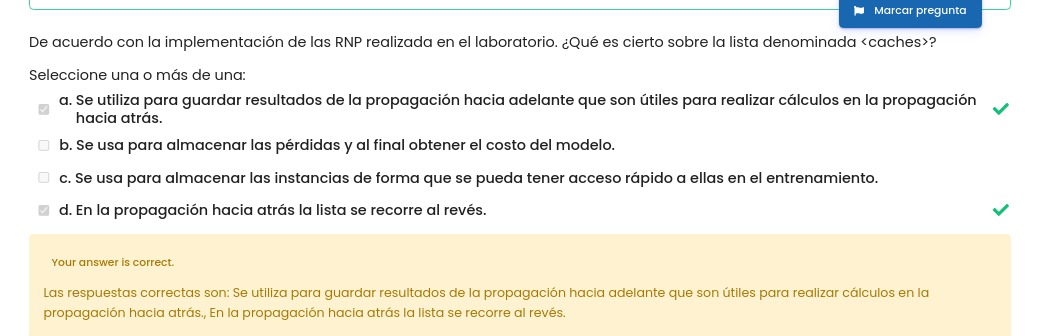 Marcar pregunta
De acuerdo con la implementación de las RNP realizada en el laboratorio. ¿Qué es cierto sobre la lista denominada <caches>?
Seleccione una o más de una:
a. Se utiliza para guardar resultados de la propagación hacia adelante que son útiles para realizar cálculos en la propagación
hacia atrás.
b. Se usa para almacenar las pérdidas y al final obtener el costo del modelo.
c. Se usa para almacenar las instancias de forma que se pueda tener acceso rápido a ellas en el entrenamiento.
d. En la propagación hacia atrás la lista se recorre al revés.
Your answer is correct.
Las respuestas correctas son: Se utiliza para guardar resultados de la propagación hacia adelante que son útiles para realizar cálculos en la
propagación hacia atrás., En la propagación hacia atrás la lista se recorre al revés.